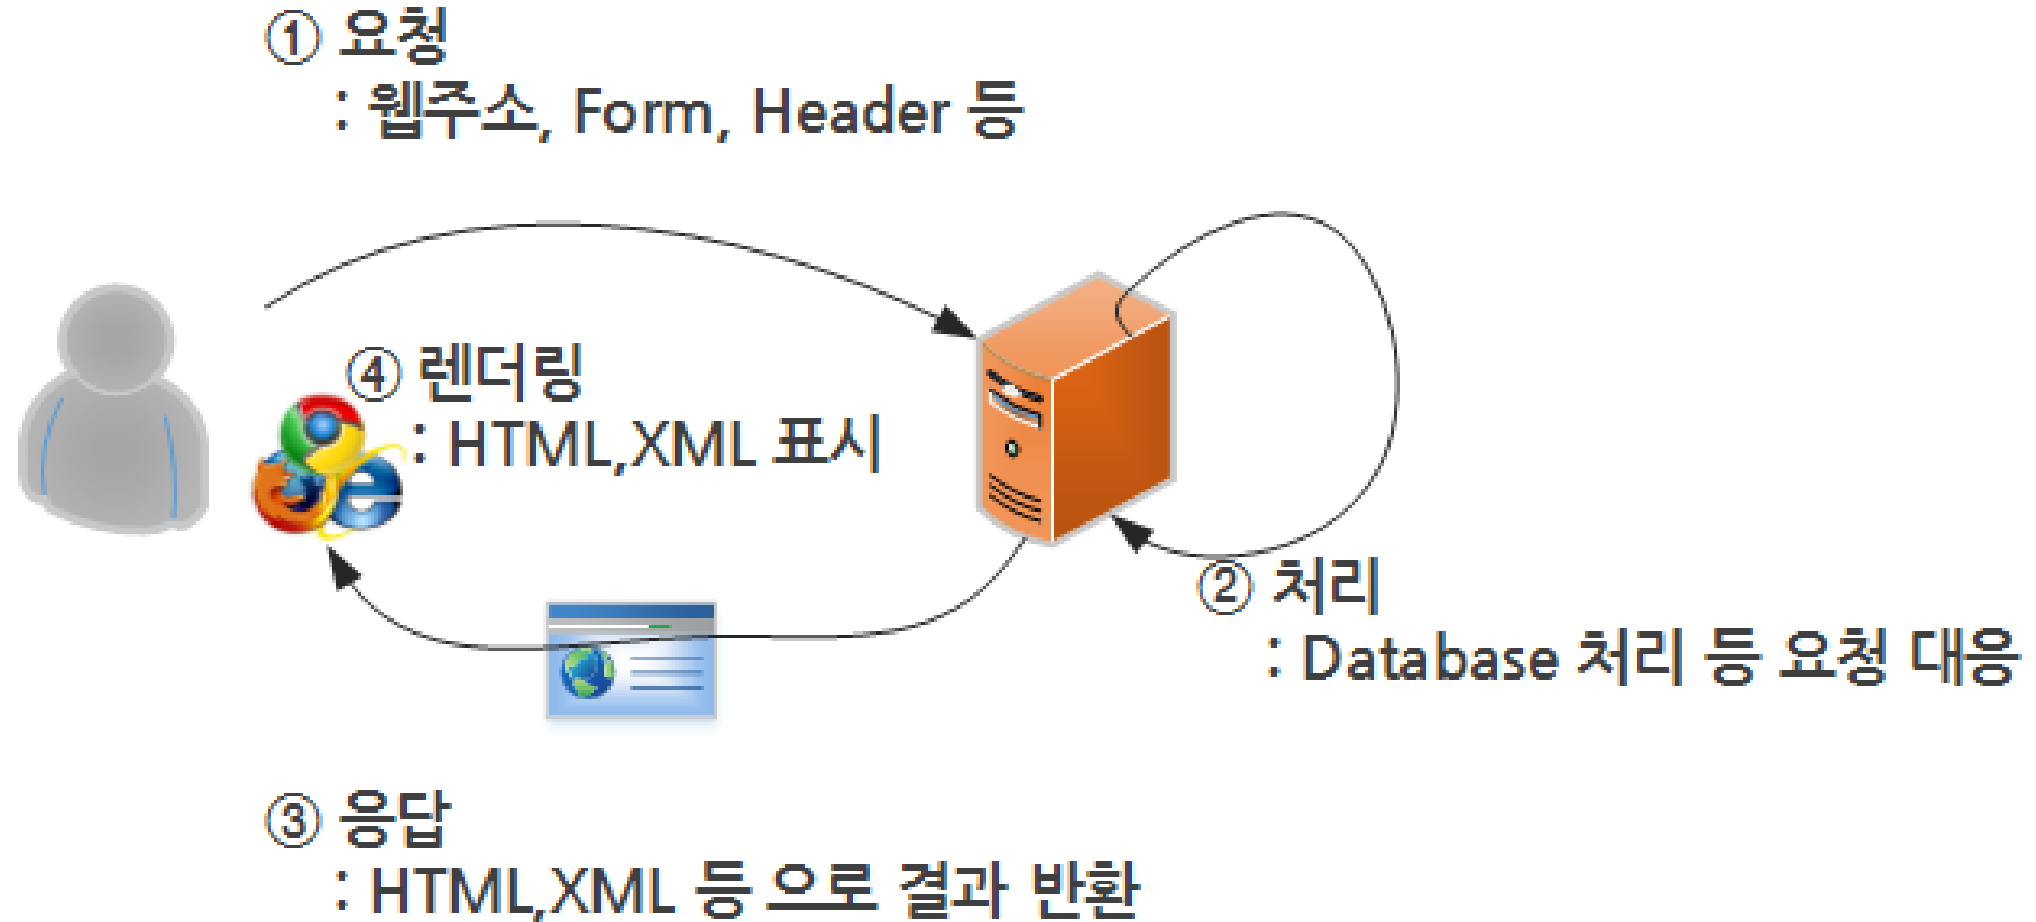 ① 요청
: 웹주소, Form, Header 등
④ 렌더링
: HTML,XML 표시
② 처리
: Database 처리 등 요청 대응
③ 응답
: HTML,XML 등 으로 결과 반환